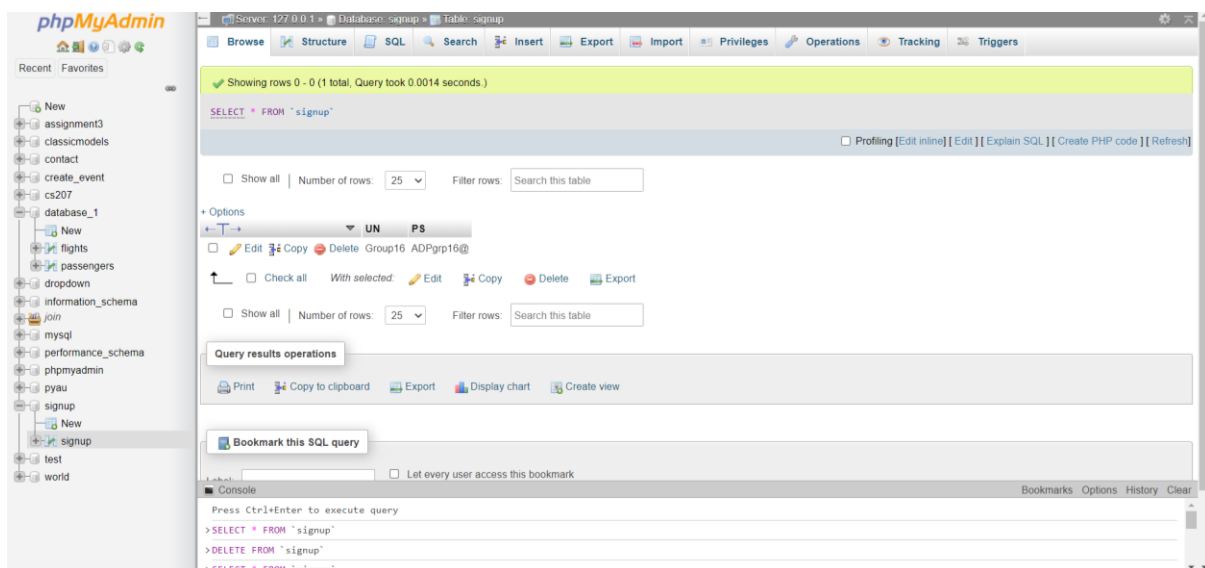 phpMyAdmin
Recent Favorites
New
assignment3
classicmodels
contact
create_event
cs207
database_1
New
flights
passengers
dropdown
information_schema
join
mysql
performance_schema
phpmyadmin
pyau
signup
New
signup
test
world
Server: 127.0.0.1 » Database: signup » Table: signup
Browse Structure SQL Search Insert Export Import Privileges Operations Tracking Triggers
Showing rows 0 - 0 (1 total, Query took 0.0014 seconds.)
SELECT * FROM `signup`
Profiling [Edit inline] [ Edit ] [ Explain SQL ] [ Create PHP code ] [ Refresh]
Show all | Number of rows: 25 Filter rows: Search this table
+ Options
←T→ UN PS
Edit Copy Delete Group16 ADPgrp16@
Check all With selected: Edit Copy Delete Export
Show all | Number of rows: 25 Filter rows: Search this table
Query results operations
Print Copy to clipboard Export Display chart Create view
Bookmark this SQL query
Label: Let every user access this bookmark
Console Bookmarks Options History Clear
Press Ctrl+Enter to execute query
>SELECT * FROM `signup`
>DELETE FROM `signup`
>SELECT * FROM `signup`